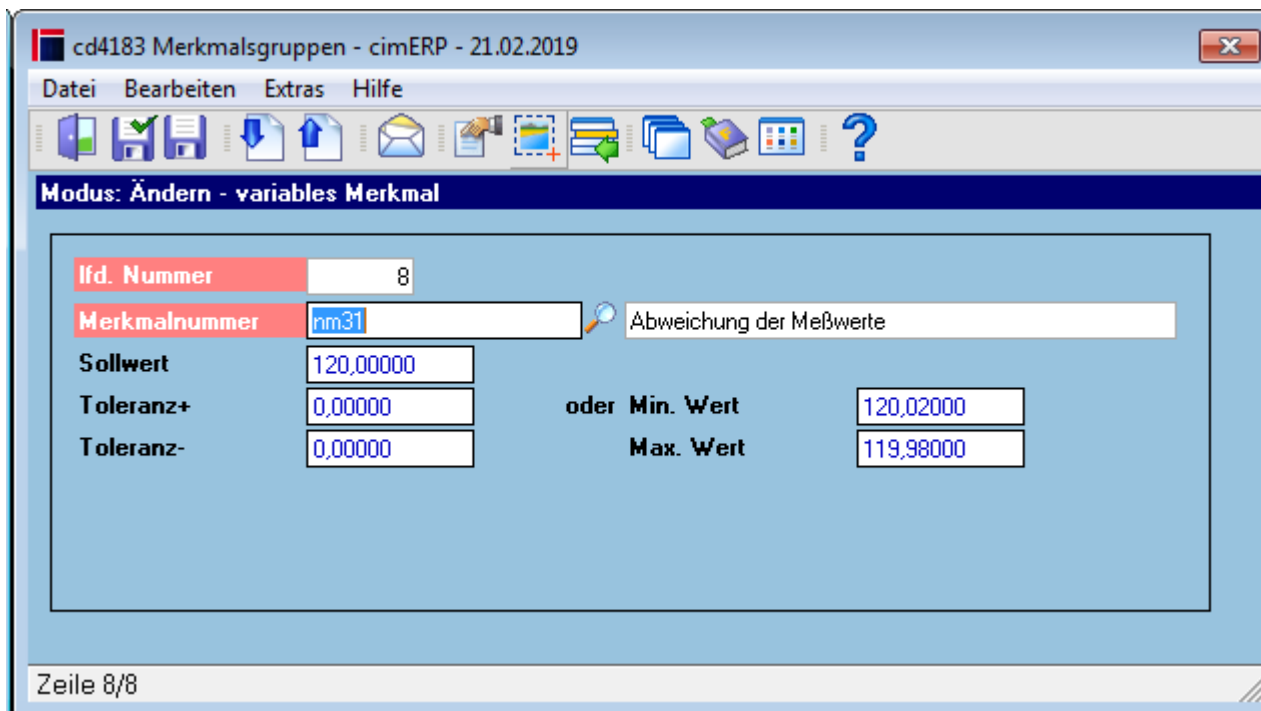 cd4183 Merkmalsgruppen - cimERP - 21.02.2019
Datei Bearbeiten Extras Hilfe
Modus: Ändern - variables Merkmal
lfd. Nummer 8
Merkmalnummer nm31 Abweichung der Meßwerte
Sollwert 120,00000
Toleranz+ 0,00000 oder Min. Wert 120,02000
Toleranz- 0,00000 Max. Wert 119,98000
Zeile 8/8